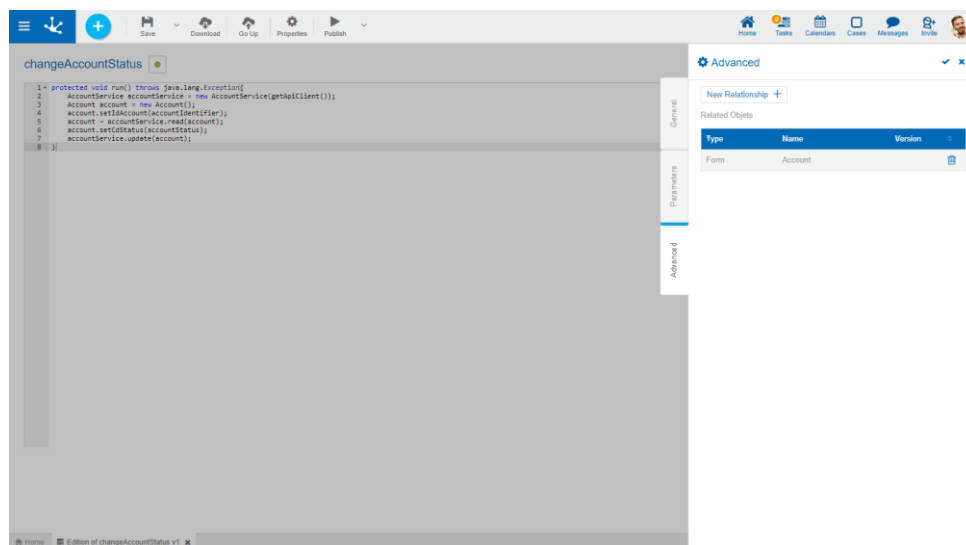 Save
Download
Go Up
Properties
Publish
Home
0
Tasks
Calendars
Cases
Messages
Invite
changeAccountStatus
1 protected void run() throws java.lang.Exception{
2 AccountService accountService = new AccountService(getApiClient());
3 Account account = new Account();
4 account.setIdAccount(accountIdentifier);
5 account = accountService.read(account);
6 account.setCdStatus(accountStatus);
7 accountService.update(account);
8 }
General
Parameters
Advanced
Advanced
New Relationship +
Related Objets
Type Name Version
Form Account
Home
Edition of changeAccountStatus v1 x